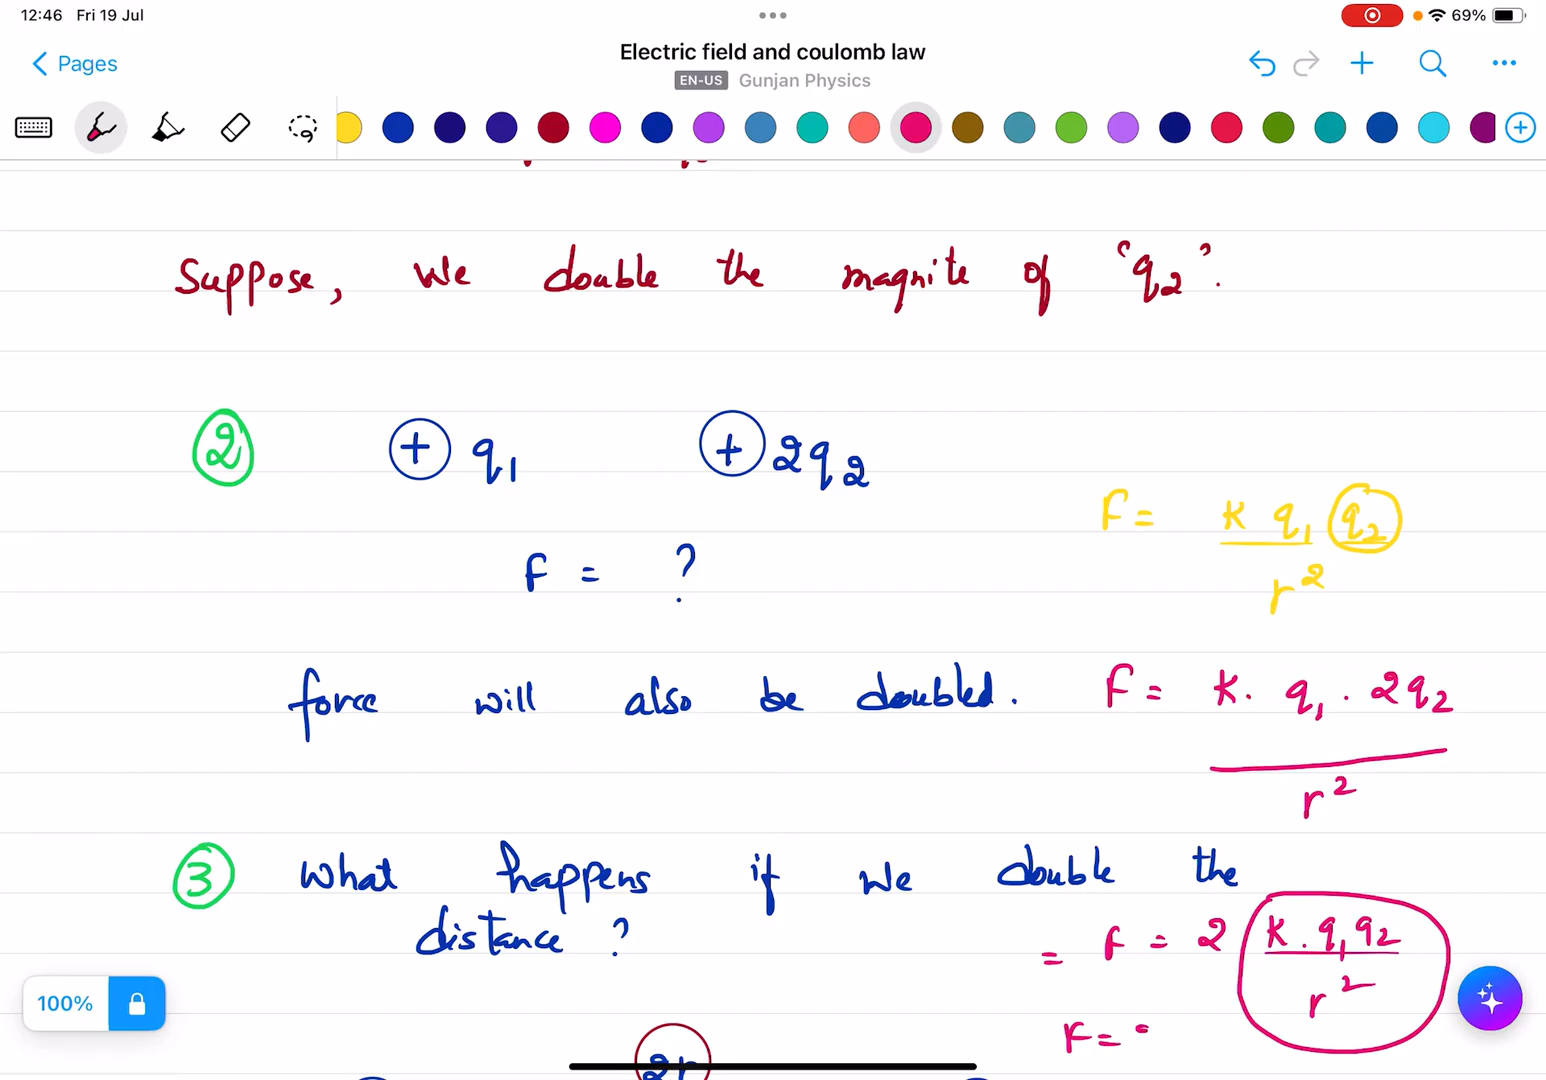 12:46 Fri 19 Jul
69%
Pages
Electric field and coulomb law
EN-US Gunjan Physics
Suppose, We double the magnite of "q₂".
2 + q₁ + 2q₂
F = K q₁ q₂
r²
F = ?
force will also be doubled. F = K. q₁ . 2q₂
r²
3 What happens if we double the
distance ?
= F = 2 K . q₁q₂
r²
F =
100%
2r